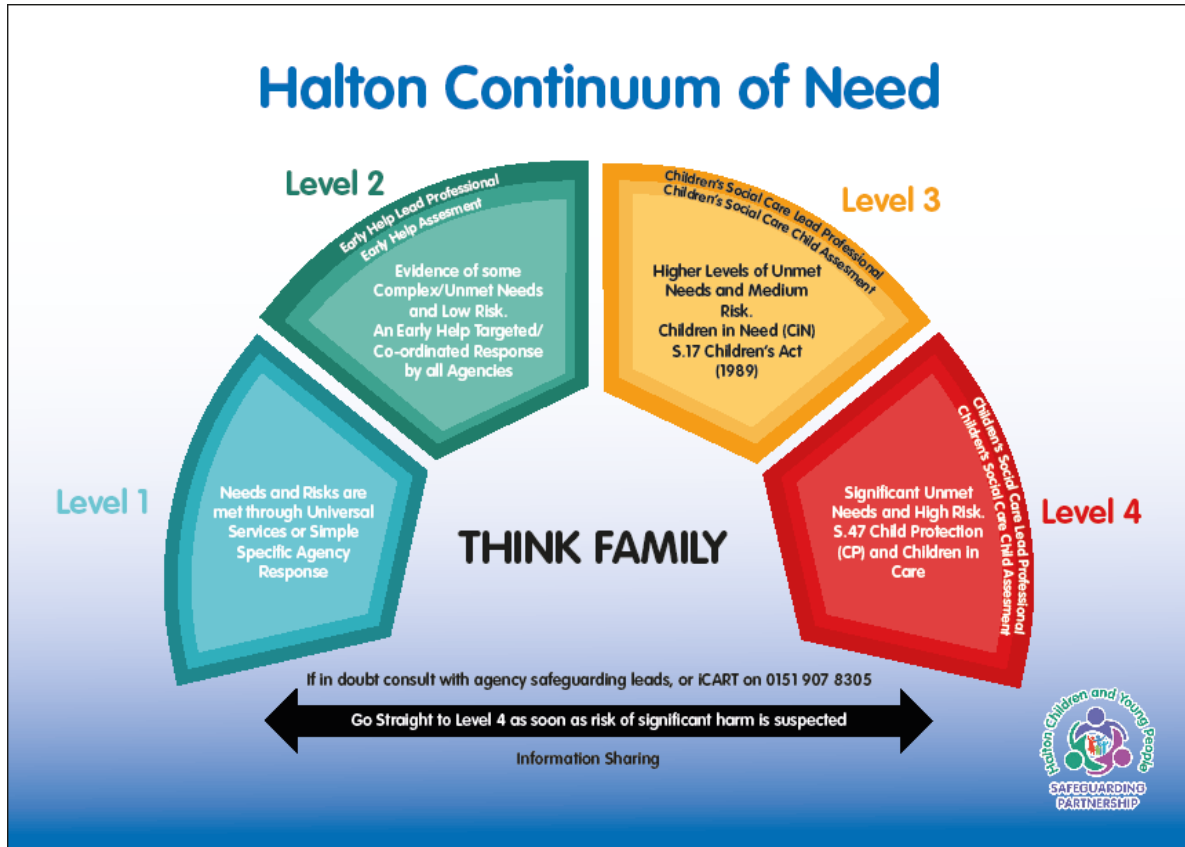 Halton Continuum of Need
Level 1
Needs and Risks are
met through Universal
Services or Simple
Specific Agency
Response
Level 2
Early Help Lead Professional
Early Help Assesment
Evidence of some
Complex/Unmet Needs
and Low Risk.
An Early Help Targeted/
Co-ordinated Response
by all Agencies
Level 3
Children's Social Care Lead Professional
Children's Social Care Child Assesment
Higher Levels of Unmet
Needs and Medium
Risk.
Children in Need (CiN)
S.17 Children's Act
(1989)
Level 4
Children's Social Care Lead Professional
Children's Social Care Child Assesment
Significant Unmet
Needs and High Risk.
S.47 Child Protection
(CP) and Children in
Care
THINK FAMILY
If in doubt consult with agency safeguarding leads, or iCART on 0151 907 8305
Go Straight to Level 4 as soon as risk of significant harm is suspected
Information Sharing
Halton Children and Young People
SAFEGUARDING
PARTNERSHIP